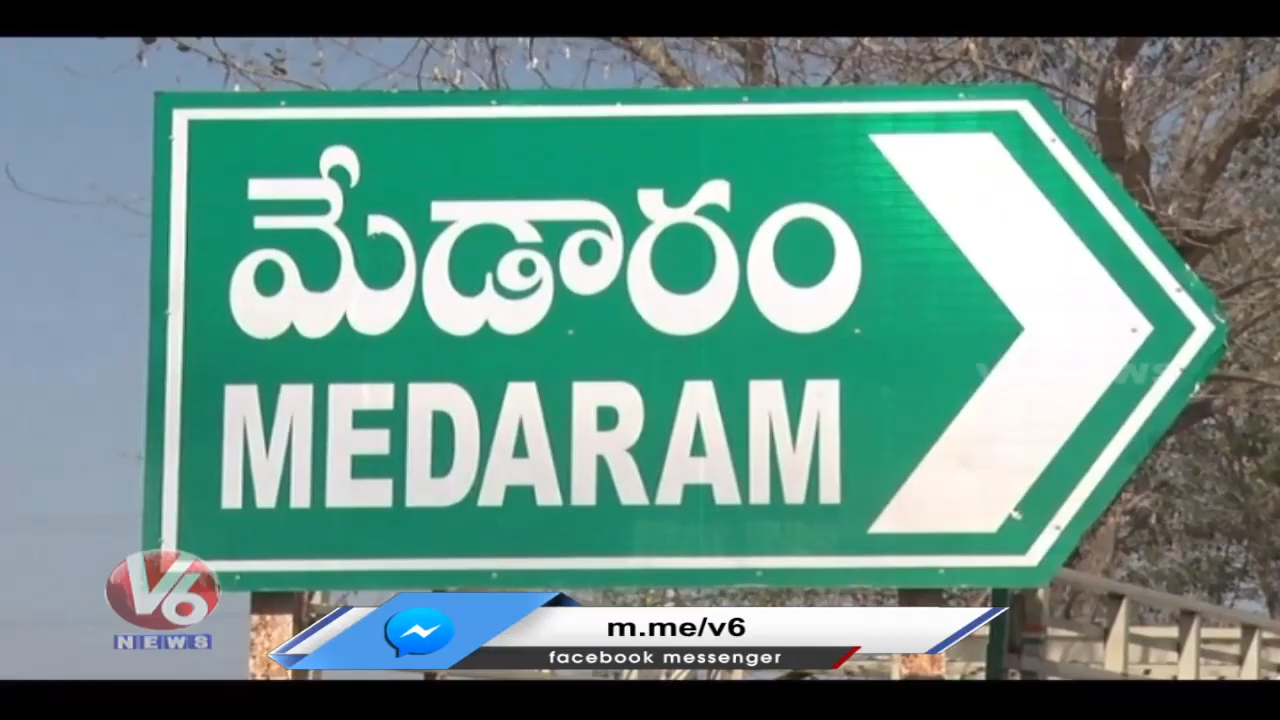 మేడారం
MEDARAM
V6
NEWS
m.me/v6
facebook messenger